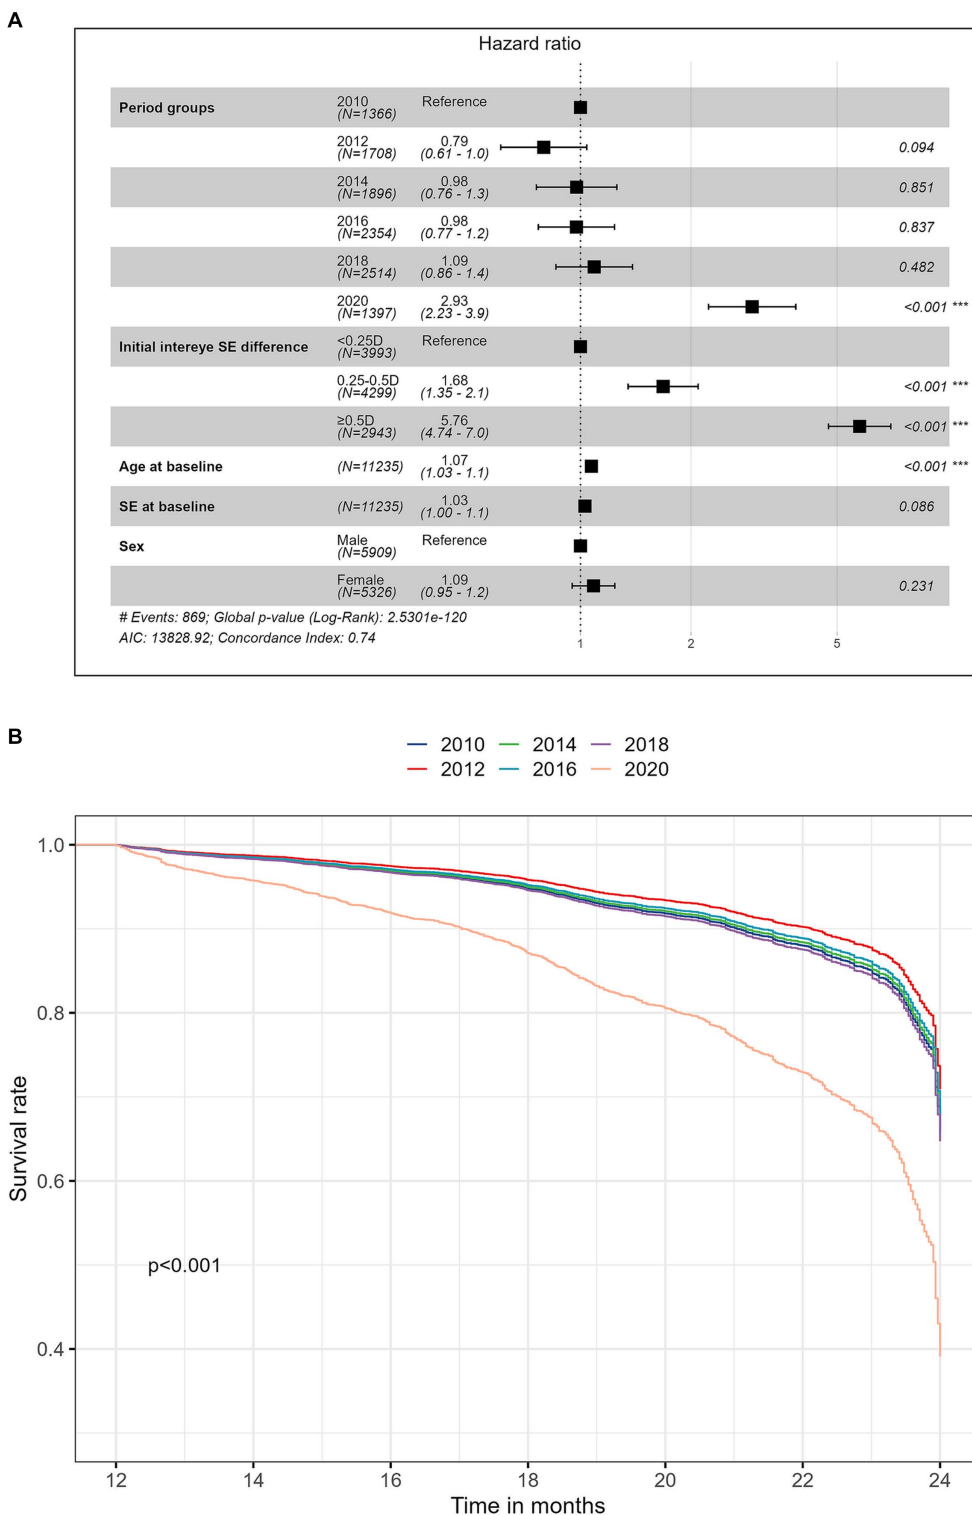 A
Hazard ratio
Period groups 2010 (N=1366) Reference
2012 (N=1708) 0.79 (0.61 - 1.0) 0.094
2014 (N=1896) 0.98 (0.76 - 1.3) 0.851
2016 (N=2354) 0.98 (0.77 - 1.2) 0.837
2018 (N=2514) 1.09 (0.86 - 1.4) 0.482
2020 (N=1397) 2.93 (2.23 - 3.9) <0.001 ***
Initial intereye SE difference <0.25D (N=3993) Reference
0.25-0.5D (N=4299) 1.68 (1.35 - 2.1) <0.001 ***
≥0.5D (N=2943) 5.76 (4.74 - 7.0) <0.001 ***
Age at baseline (N=11235) 1.07 (1.03 - 1.1) <0.001 ***
SE at baseline (N=11235) 1.03 (1.00 - 1.1) 0.086
Sex Male (N=5909) Reference
Female (N=5326) 1.09 (0.95 - 1.2) 0.231
# Events: 869; Global p-value (Log-Rank): 2.5301e-120
AIC: 13828.92; Concordance Index: 0.74
1 2 5
B
2010 2014 2018
2012 2016 2020
1.0
0.8
0.6
0.4
Survival rate
p<0.001
12 14 16 18 20 22 24
Time in months